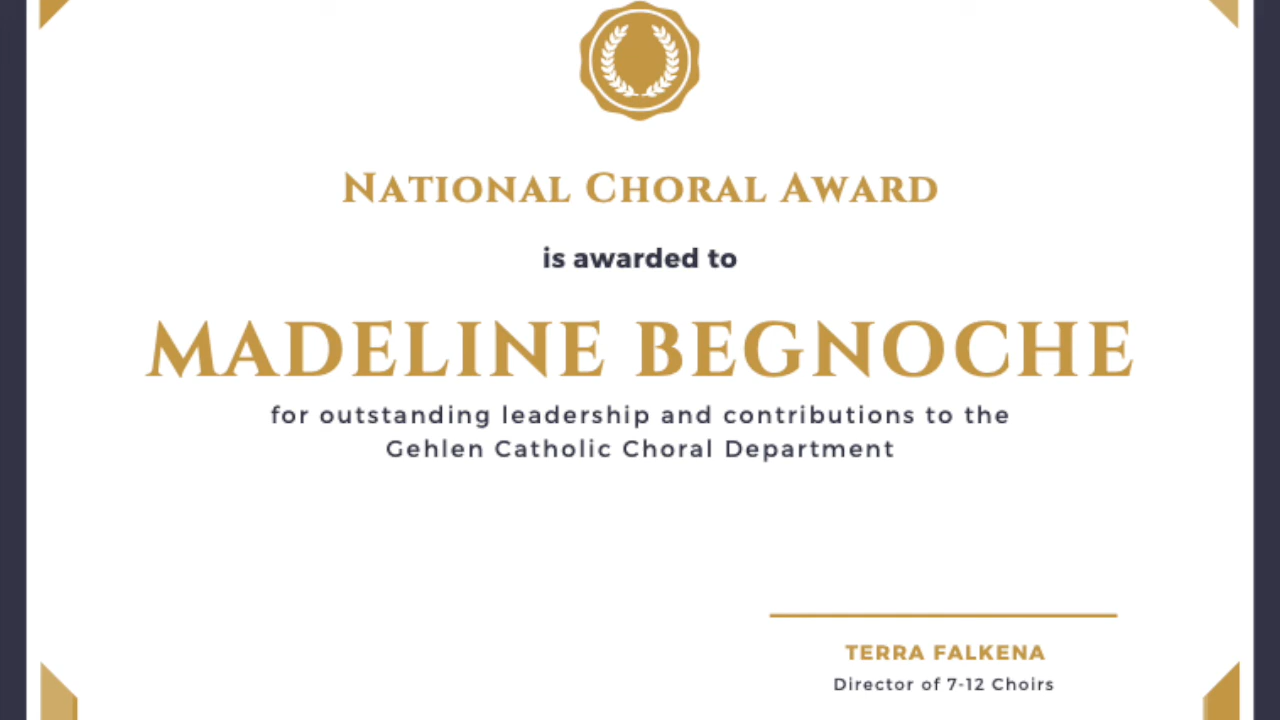 National Choral Award
is awarded to
MADELINE BEGNOCHE
for outstanding leadership and contributions to the
Gehlen Catholic Choral Department
TERRA FALKENA
Director of 7-12 Choirs